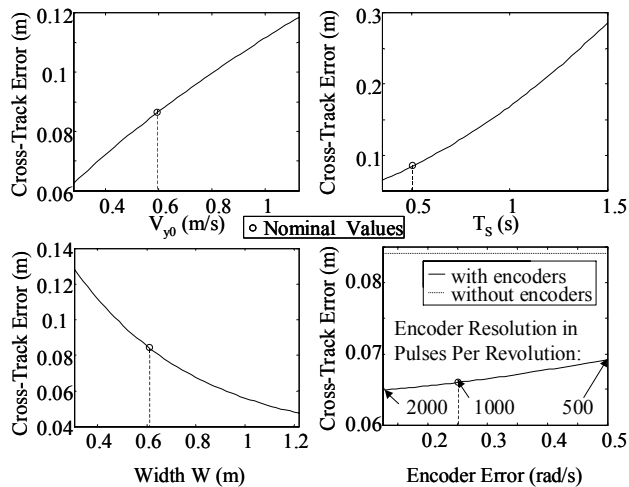 Cross-Track Error (m)
0.12
0.1
0.08
0.06
0.4
0.6
0.8
1
V_y0 (m/s)
Cross-Track Error (m)
0.3
0.2
0.1
0.5
1
1.5
T_S (s)
Nominal Values
Cross-Track Error (m)
0.14
0.12
0.1
0.08
0.06
0.04
0.4
0.6
0.8
1
1.2
Width W (m)
Cross-Track Error (m)
0.08
0.07
0.06
with encoders
without encoders
Encoder Resolution in
Pulses Per Revolution:
2000
1000
500
0.2
0.3
0.4
0.5
Encoder Error (rad/s)